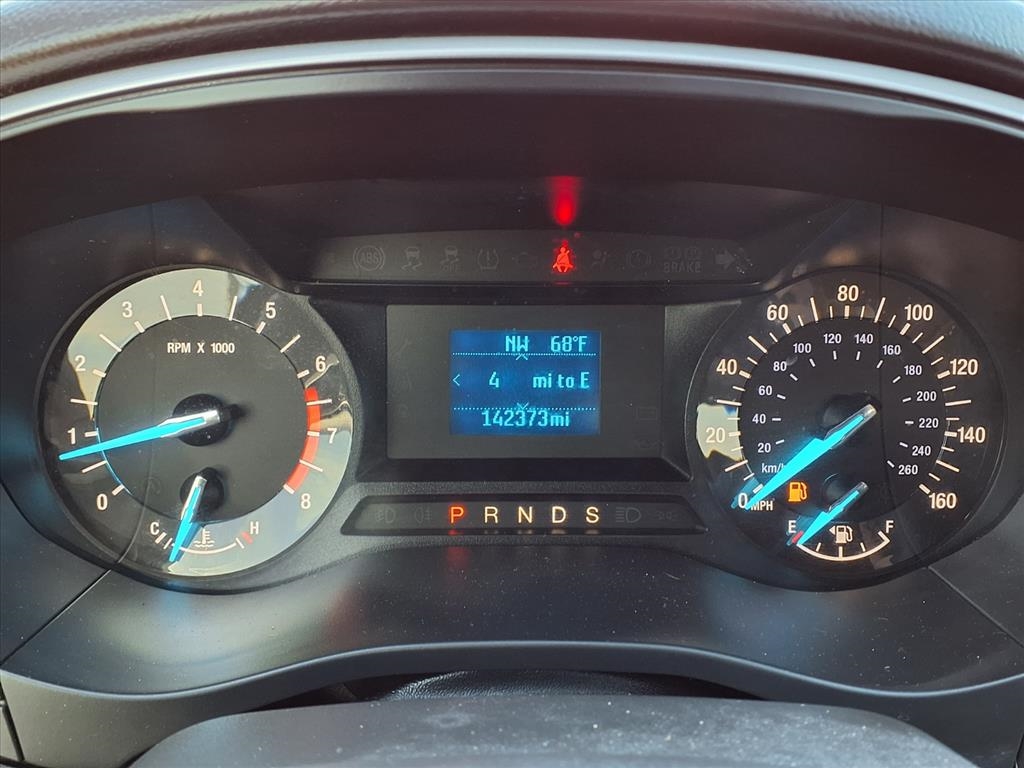 ABS
BRAKE
RPM X 1000
0 1 2 3 4 5 6 7 8
C H
NW 68°F
< 4 mi to E
142373mi
P R N D S
0 20 40 60 80 100 120 140 160
MPH
20 40 60 80 100 120 140 160 180 200 220 240 260
km/h
E F